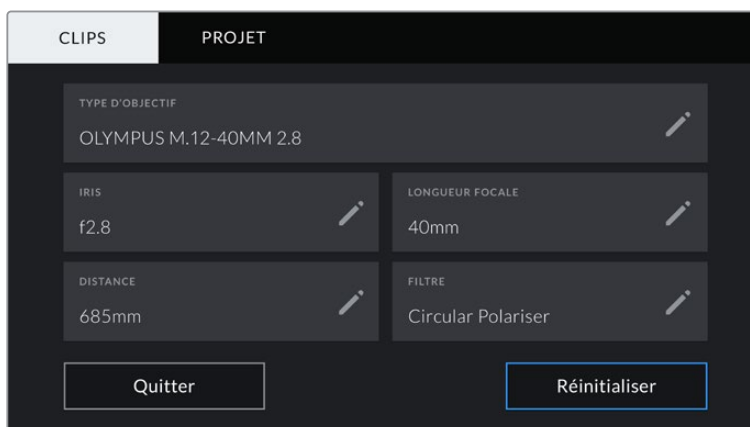 CLIPS PROJET
TYPE D'OBJECTIF
OLYMPUS M.12-40MM 2.8
IRIS LONGUEUR FOCALE
f2.8 40mm
DISTANCE FILTRE
685mm Circular Polariser
Quitter Réinitialiser